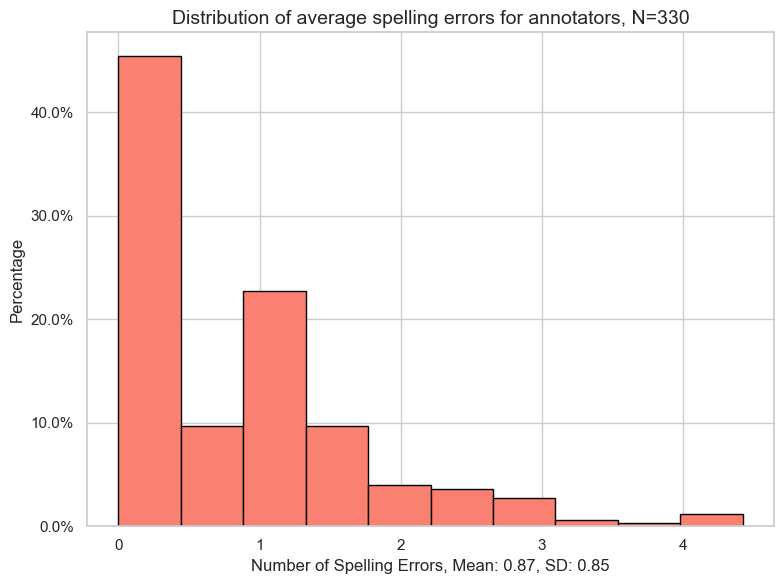 Distribution of average spelling errors for annotators, N=330
Percentage
40.0%
30.0%
20.0%
10.0%
0.0%
0 1 2 3 4
Number of Spelling Errors, Mean: 0.87, SD: 0.85